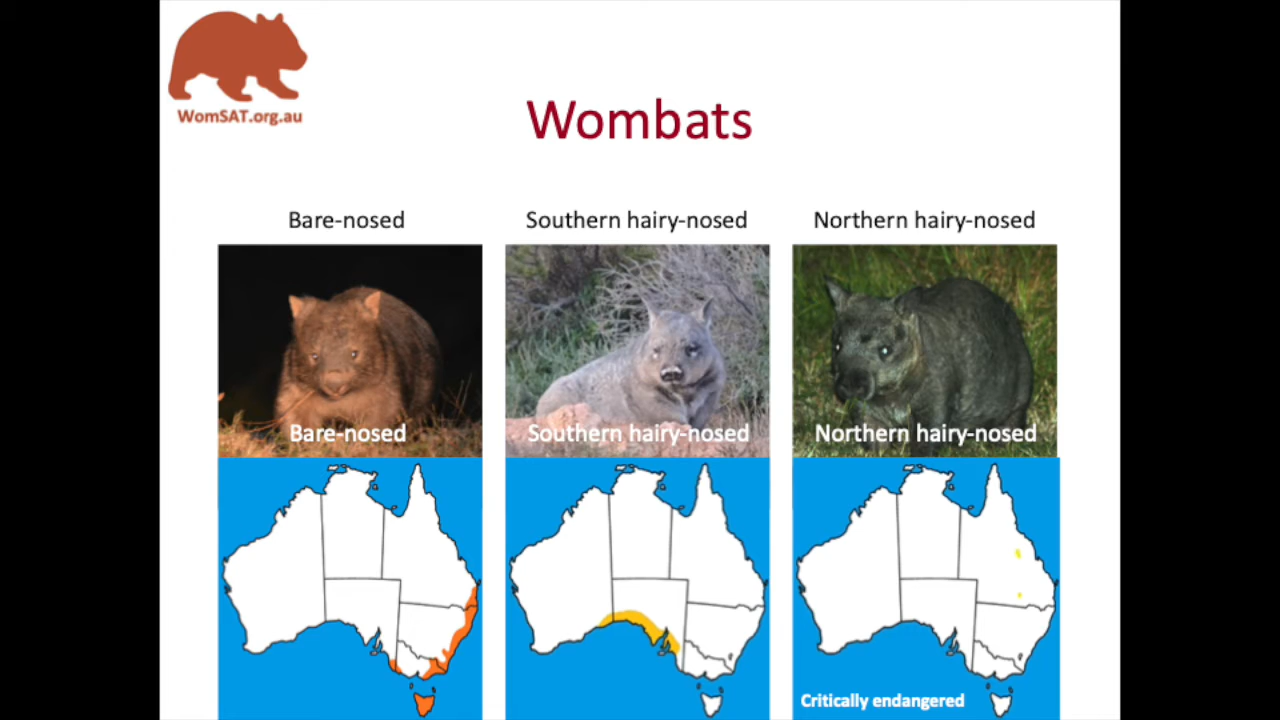 WomSAT.org.au
Wombats
Bare-nosed
Southern hairy-nosed
Northern hairy-nosed
Bare-nosed
Southern hairy-nosed
Northern hairy-nosed
Critically endangered